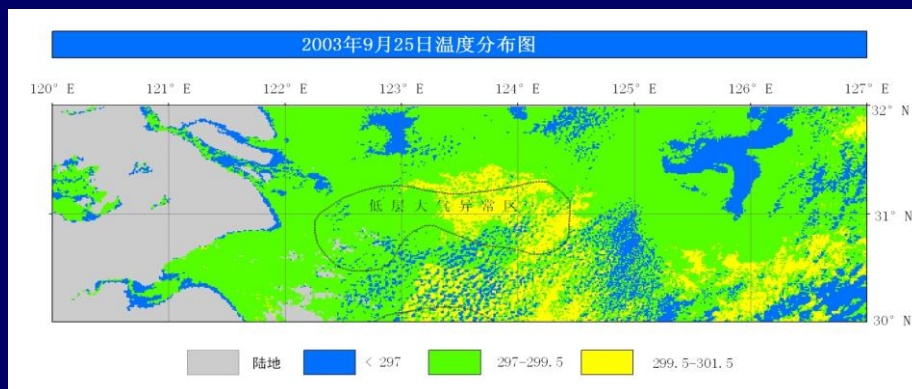 2003年9月25日温度分布图
120° E 121° E 122° E 123° E 124° E 125° E 126° E 127° E
32° N
低层大气异常区
31° N
30° N
陆地 < 297 297-299.5 299.5-301.5